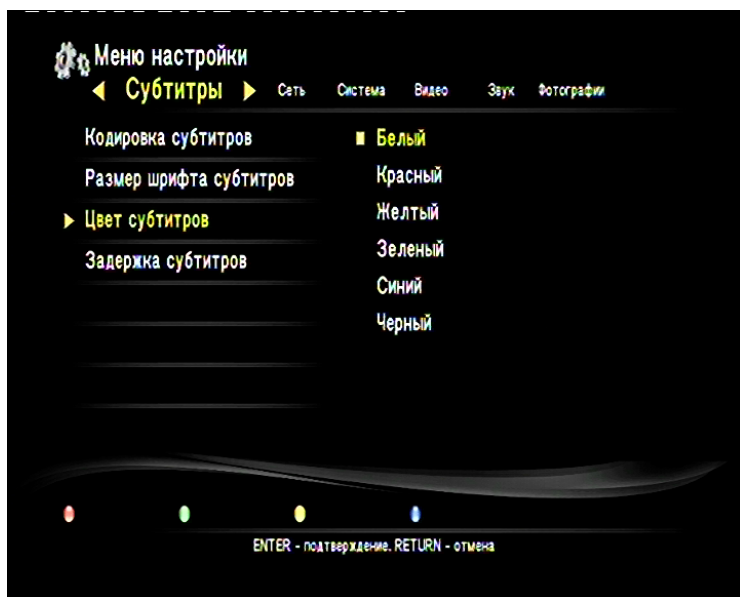 Меню настройки
Субтитры Сеть Система Видео Звук Фотографии
Кодировка субтитров
Размер шрифта субтитров
Цвет субтитров
Задержка субтитров
Белый
Красный
Желтый
Зеленый
Синий
Черный
ENTER - подтверждение. RETURN - отмена